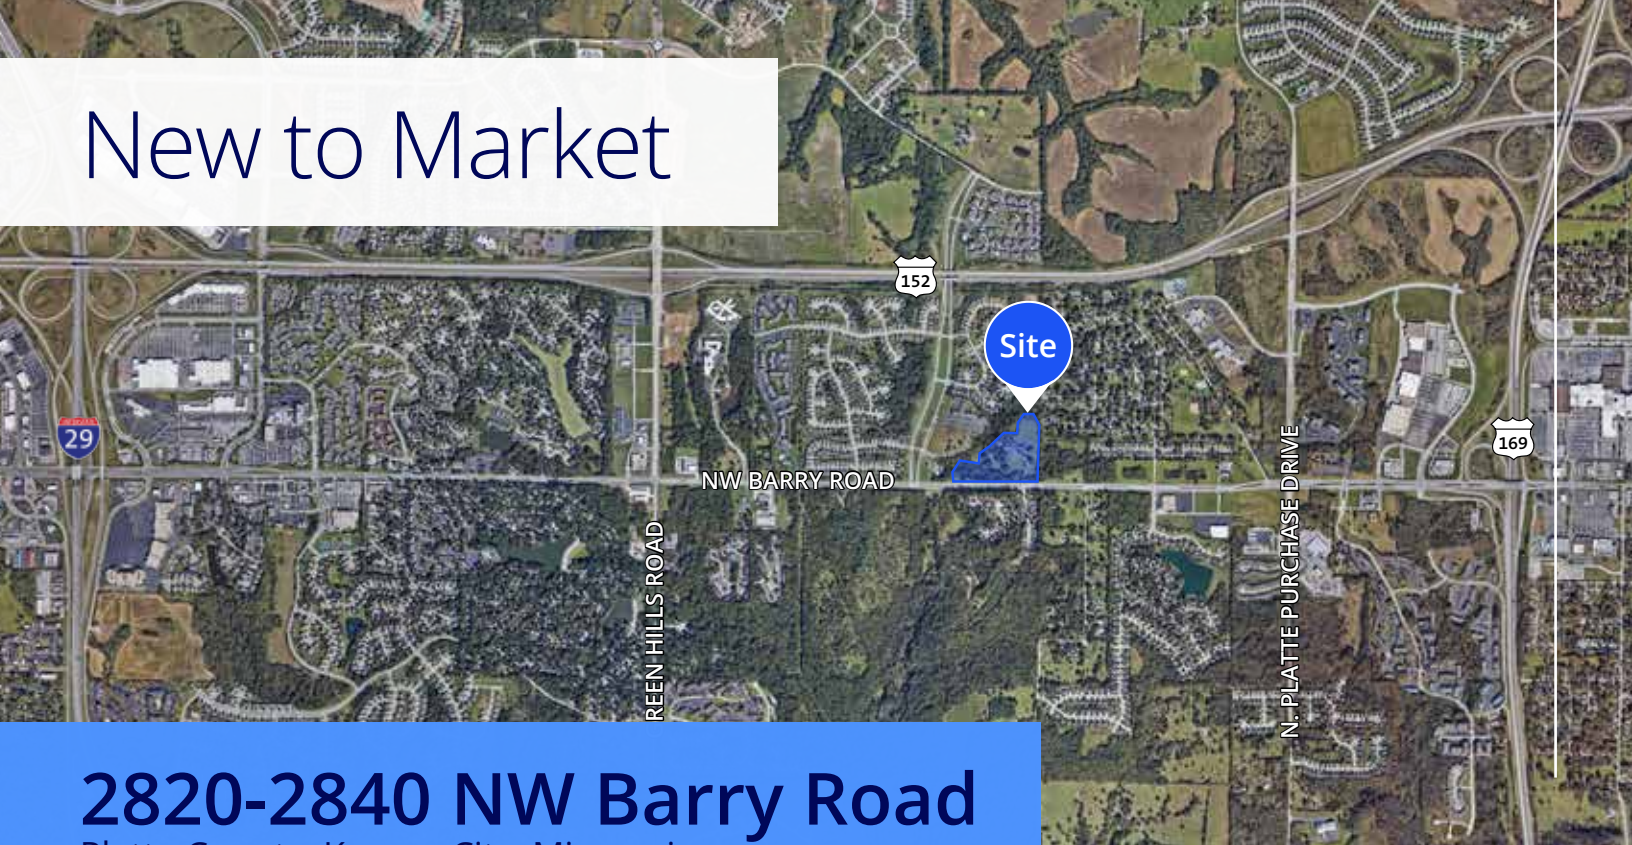 New to Market
152
Site
29
169
NW BARRY ROAD
REEN HILLS ROAD
N. PLATTE PURCHASE DRIVE
2820-2840 NW Barry Road